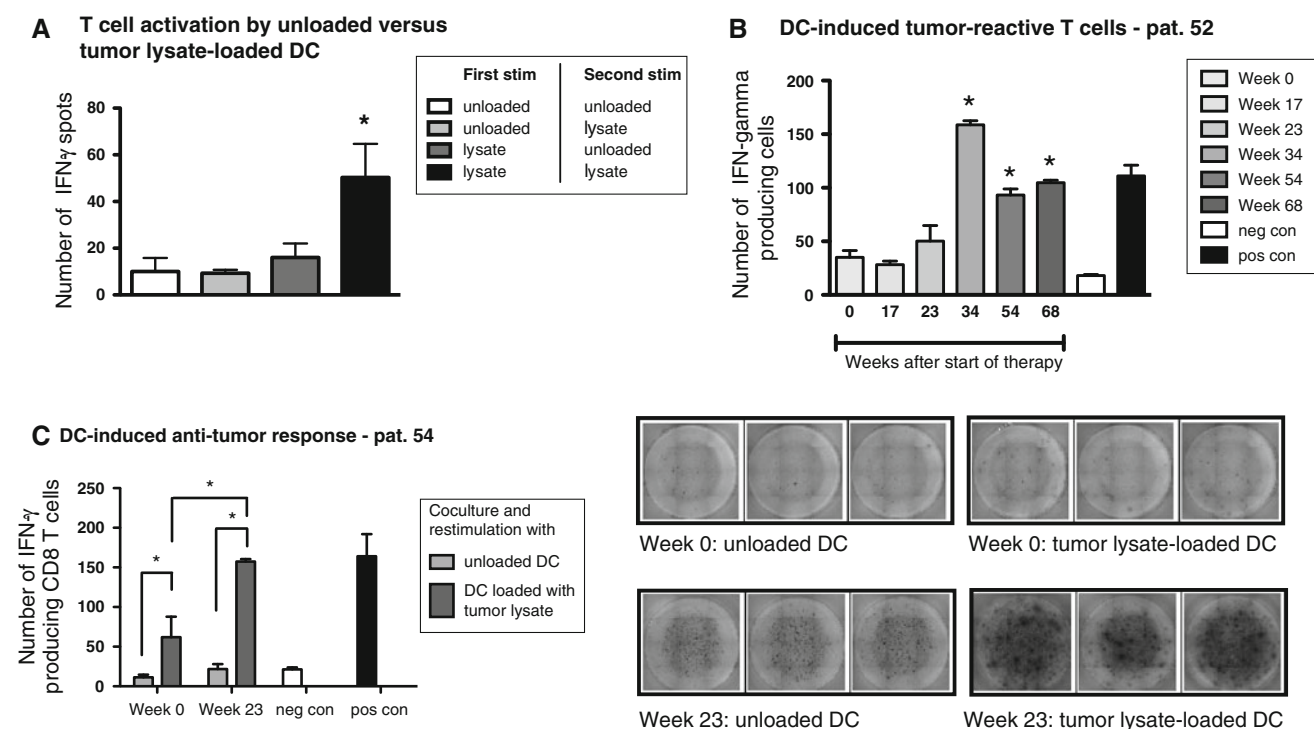 A
T cell activation by unloaded versus
tumor lysate-loaded DC
Number of IFNγ spots
80
60
40
20
0
*
First stim Second stim
unloaded unloaded
unloaded lysate
lysate unloaded
lysate lysate
B
DC-induced tumor-reactive T cells - pat. 52
Number of IFN-gamma
producing cells
200
150
100
50
0
*
*
*
0 17 23 34 54 68
Weeks after start of therapy
Week 0
Week 17
Week 23
Week 34
Week 54
Week 68
neg con
pos con
C DC-induced anti-tumor response - pat. 54
Number of IFNγ
producing CD8 T cells
250
200
150
100
50
0
*
*
*
Week 0 Week 23 neg con pos con
Coculture and
restimulation with
unloaded DC
DC loaded with
tumor lysate
Week 0: unloaded DC
Week 0: tumor lysate-loaded DC
Week 23: unloaded DC
Week 23: tumor lysate-loaded DC